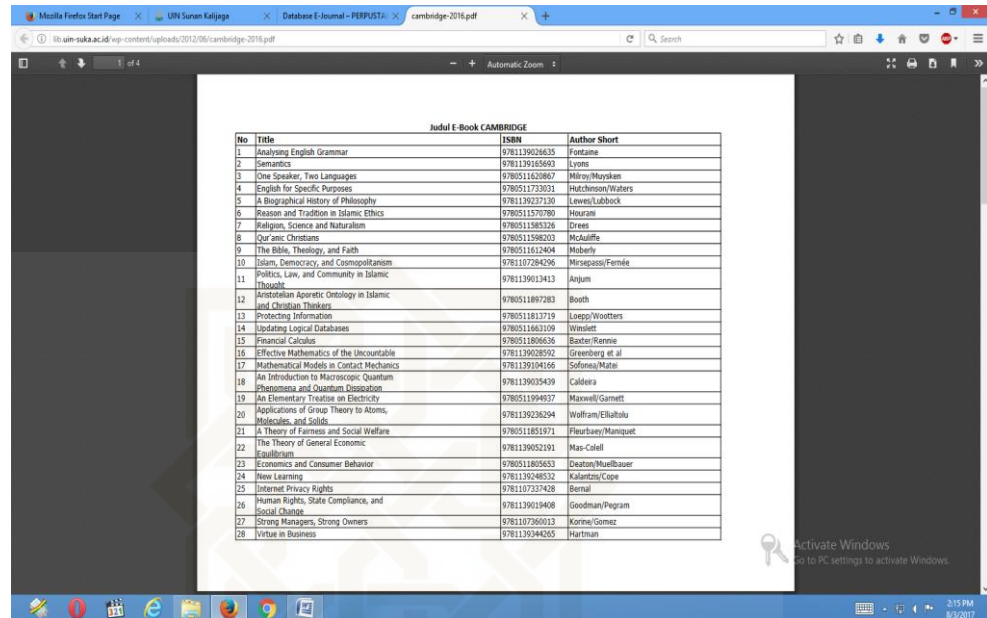 Mozilla Firefox Start Page
UIN Sunan Kalijaga
Database E-Journal – PERPUSTA
cambridge-2016.pdf
lib.uin-suka.ac.id/wp-content/uploads/2012/06/cambridge-2016.pdf
Search
1 of 4
Automatic Zoom
Judul E-Book CAMBRIDGE
No Title ISBN Author Short
1 Analysing English Grammar 9781139026635 Fontaine
2 Semantics 9781139165693 Lyons
3 One Speaker, Two Languages 9780511620867 Milroy/Muysken
4 English for Specific Purposes 9780511733031 Hutchinson/Waters
5 A Biographical History of Philosophy 9781139237130 Lewes/Lubbock
6 Reason and Tradition in Islamic Ethics 9780511570780 Hourani
7 Religion, Science and Naturalism 9780511585326 Drees
8 Qur'anic Christians 9780511598203 McAuliffe
9 The Bible, Theology, and Faith 9780511612404 Moberly
10 Islam, Democracy, and Cosmopolitanism 9781107284296 Mirsepassi/Fernée
11 Politics, Law, and Community in Islamic
Thought 9781139013413 Anjum
12 Aristotelian Aporetic Ontology in Islamic
and Christian Thinkers 9780511897283 Booth
13 Protecting Information 9780511813719 Loepp/Wootters
14 Updating Logical Databases 9780511663109 Winslett
15 Financial Calculus 9780511806636 Baxter/Rennie
16 Effective Mathematics of the Uncountable 9781139028592 Greenberg et al
17 Mathematical Models in Contact Mechanics 9781139104166 Sofonea/Matei
18 An Introduction to Macroscopic Quantum
Phenomena and Quantum Dissipation 9781139035439 Caldeira
19 An Elementary Treatise on Electricity 9780511994937 Maxwell/Garnett
20 Applications of Group Theory to Atoms,
Molecules, and Solids 9781139236294 Wolfram/Ellialtolu
21 A Theory of Fairness and Social Welfare 9780511851971 Fleurbaey/Maniquet
22 The Theory of General Economic
Equilibrium 9781139052191 Mas-Colell
23 Economics and Consumer Behavior 9780511805653 Deaton/Muellbauer
24 New Learning 9781139248532 Kalantzis/Cope
25 Internet Privacy Rights 9781107337428 Bernal
26 Human Rights, State Compliance, and
Social Change 9781139019408 Goodman/Pegram
27 Strong Managers, Strong Owners 9781107360013 Korine/Gomez
28 Virtue in Business 9781139344265 Hartman
Activate Windows
Go to PC settings to activate Windows.
321
2:15 PM
8/3/2017